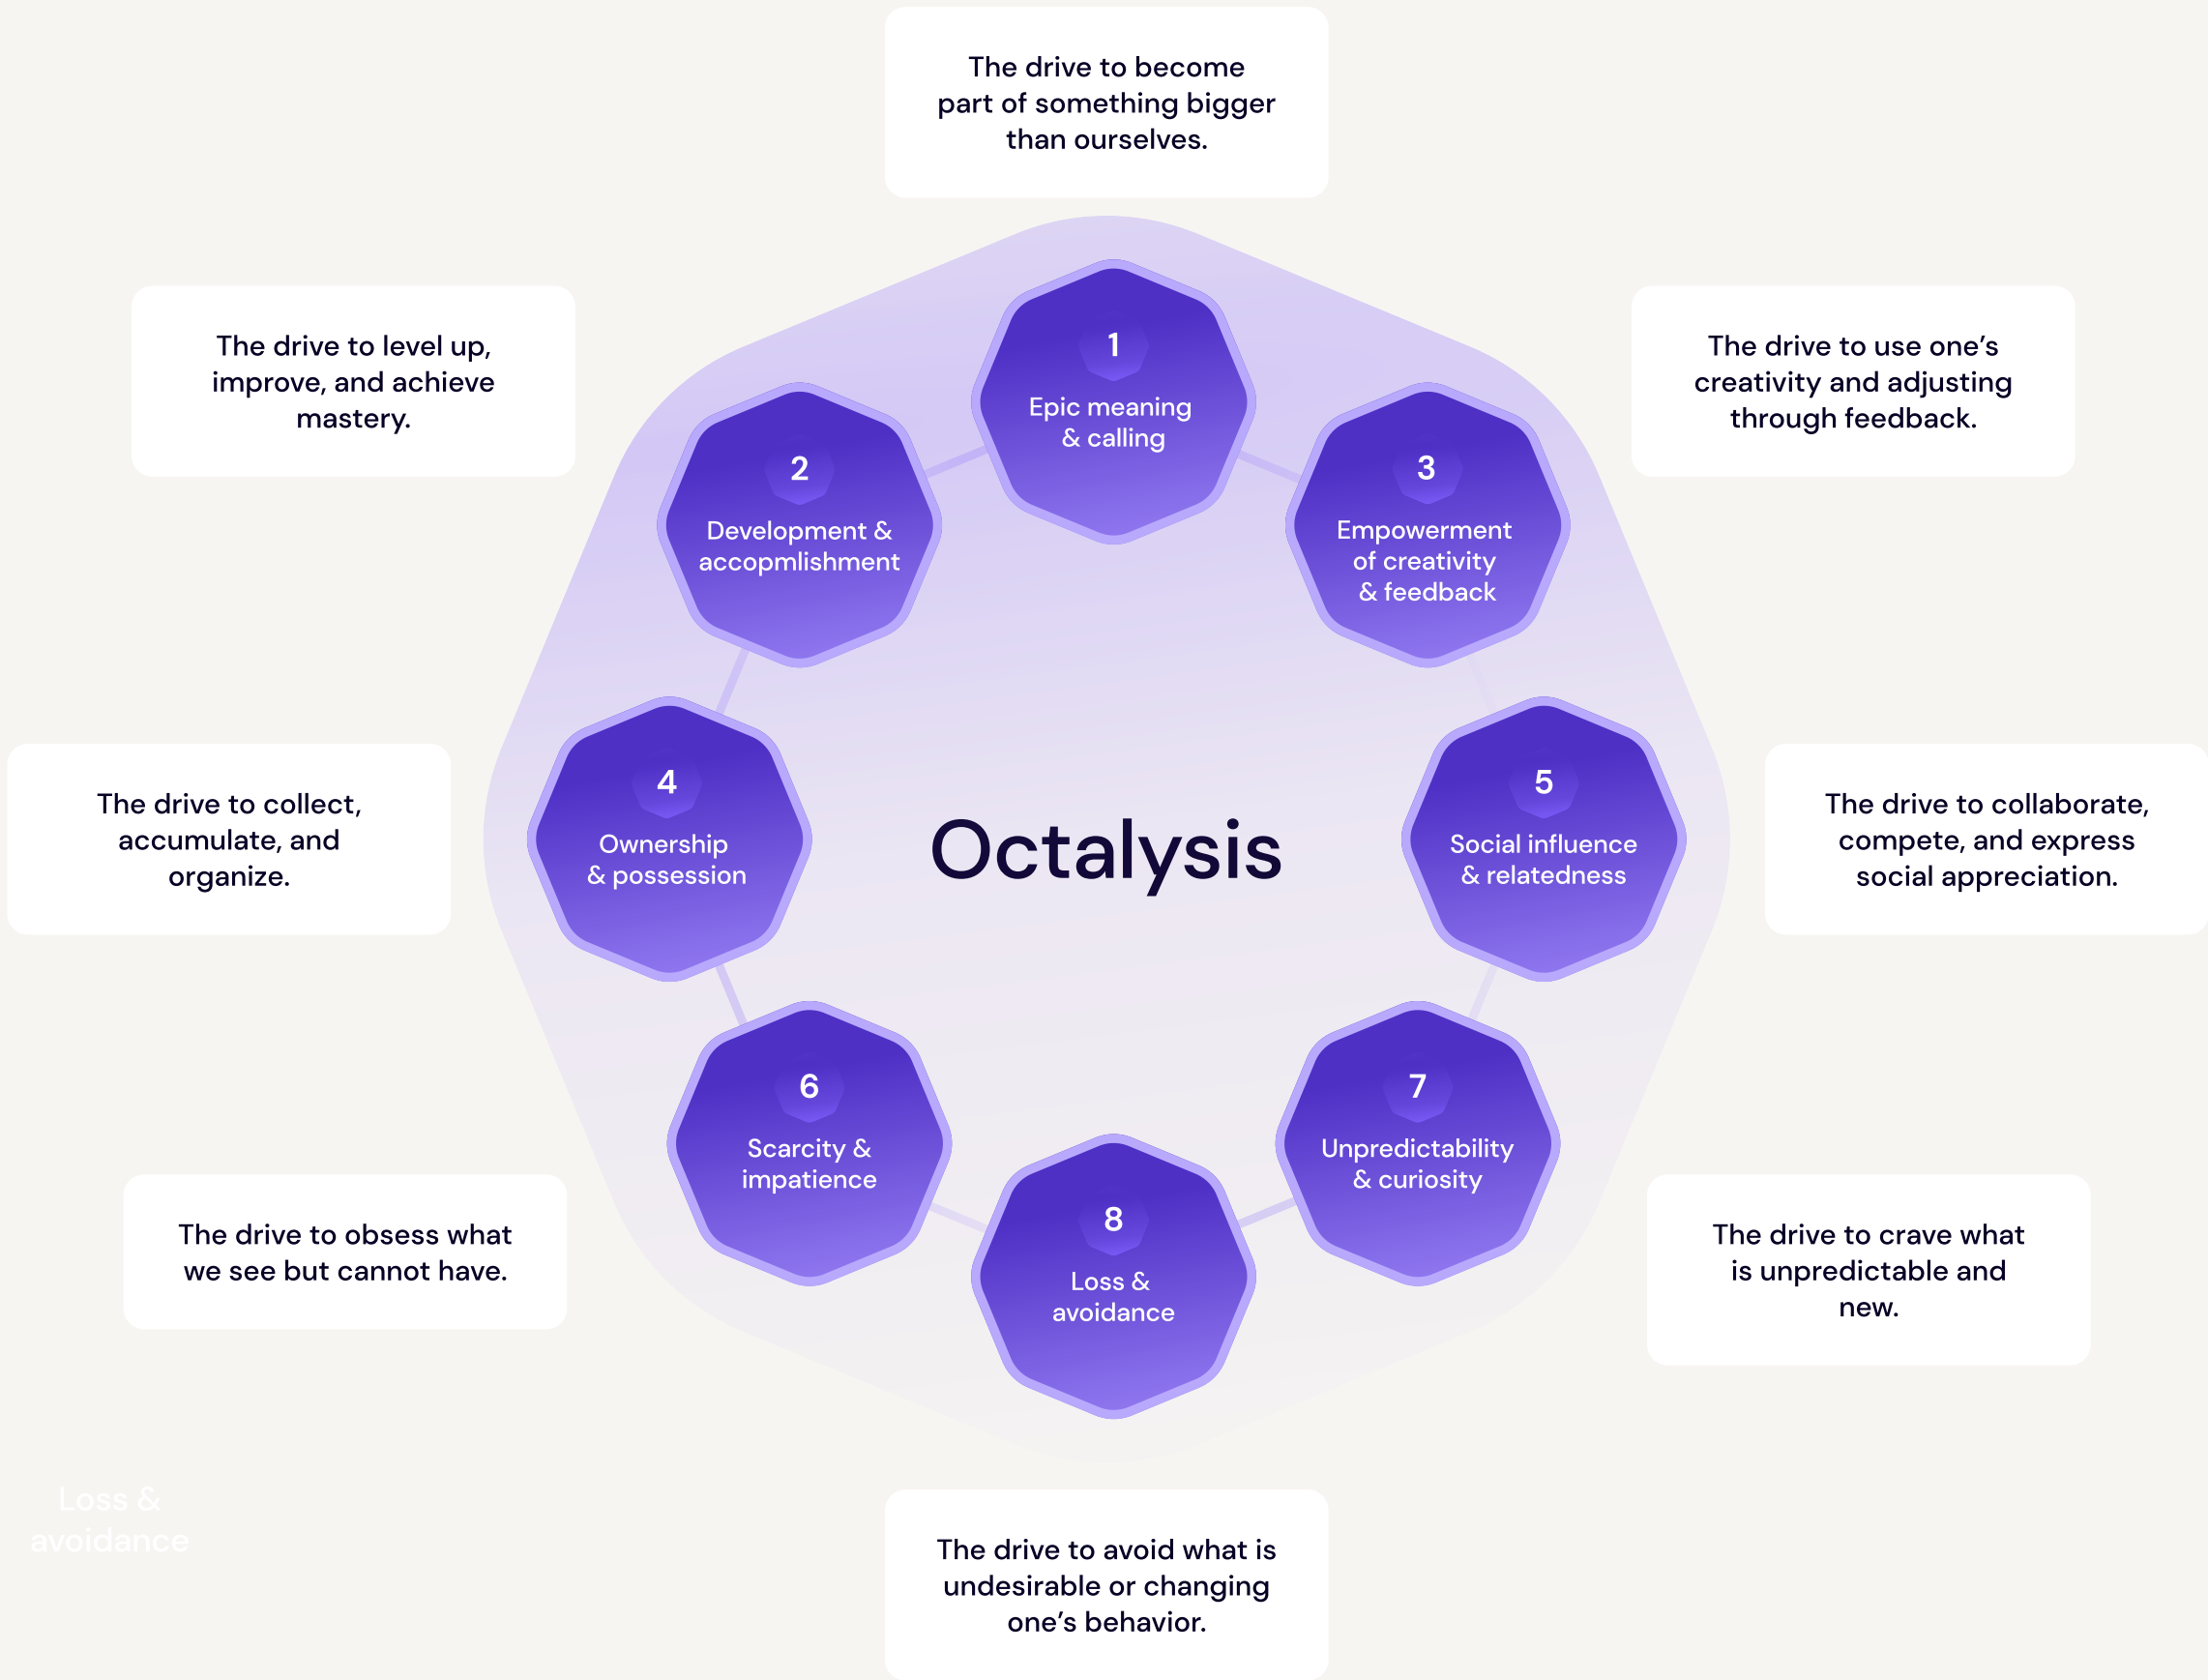 The drive to become
part of something bigger
than ourselves.
The drive to level up,
improve, and achieve
mastery.
The drive to use one’s
creativity and adjusting
through feedback.
1
Epic meaning
& calling
2
Development &
accopmlishment
3
Empowerment
of creativity
& feedback
The drive to collect,
accumulate, and
organize.
4
Ownership
& possession
Octalysis
5
Social influence
& relatedness
The drive to collaborate,
compete, and express
social appreciation.
6
Scarcity &
impatience
7
Unpredictability
& curiosity
The drive to obsess what
we see but cannot have.
8
Loss &
avoidance
The drive to crave what
is unpredictable and
new.
Loss &
avoidance
The drive to avoid what is
undesirable or changing
one’s behavior.